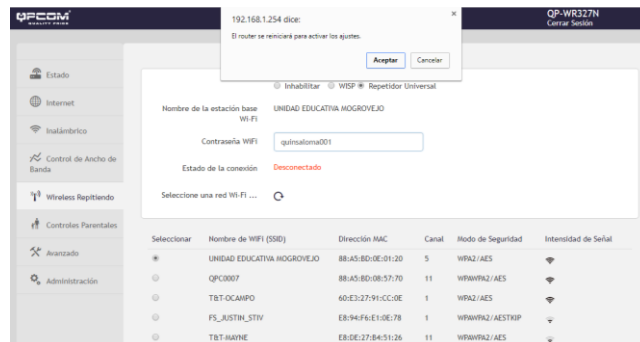 QPCOM
QUALITY PRIME
192.168.1.254 dice:
×
QP-WR327N
Cerrar Sesión
El router se reiniciará para activar los ajustes.
Aceptar Cancelar
Estado
Internet
Inalámbrico
Control de Ancho de
Banda
Wireless Repitiendo
Controles Parentales
Avanzado
Administración
Inhabilitar WISP Repetidor Universal
Nombre de la estación base
Wi-Fi
UNIDAD EDUCATIVA MOGROVEJO
Contraseña WiFi quinsaloma001
Estado de la conexión Desconectado
Seleccione una red Wi-Fi ...
Seleccionar Nombre de WIFI (SSID) Dirección MAC Canal Modo de Seguridad Intensidad de Señal
UNIDAD EDUCATIVA MOGROVEJO 88:A5:BD:0E:01:20 5 WPA2/AES
QPC0007 88:A5:BD:08:57:70 11 WPAWPA2/AES
T&T-OCAMPO 60:E3:27:91:CC:0E 1 WPA2/AES
FS_JUSTIN_STIV E8:94:F6:E1:0E:78 1 WPAWPA2/AESTKIP
T&T-MAYNE E8:DE:27:B4:51:26 11 WPAWPA2/AES